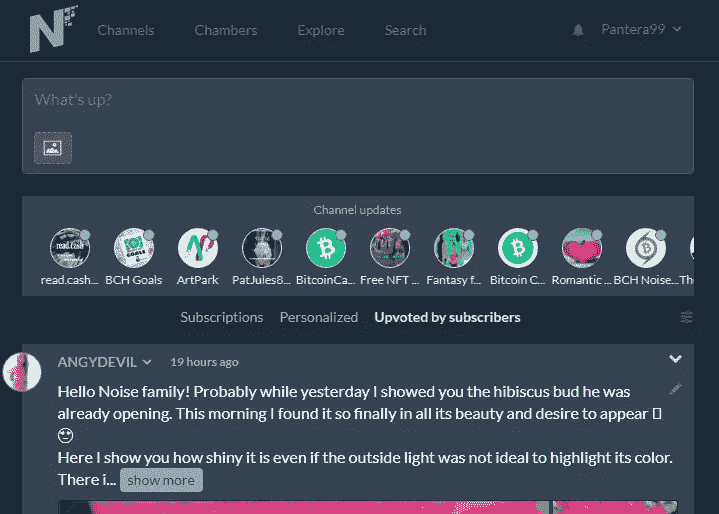 Channels Chambers Explore Search Pantera99
What's up?
Channel updates
read.cash... BCH Goals ArtPark PatJules8... BitcoinCa... Free NFT ... Fantasy f... Bitcoin C... Romantic ... BCH Noise... The
Subscriptions Personalized Upvoted by subscribers
ANGYDEVIL 19 hours ago
Hello Noise family! Probably while yesterday I showed you the hibiscus bud he was
already opening. This morning I found it so finally in all its beauty and desire to appear
Here I show you how shiny it is even if the outside light was not ideal to highlight its color.
There i... show more